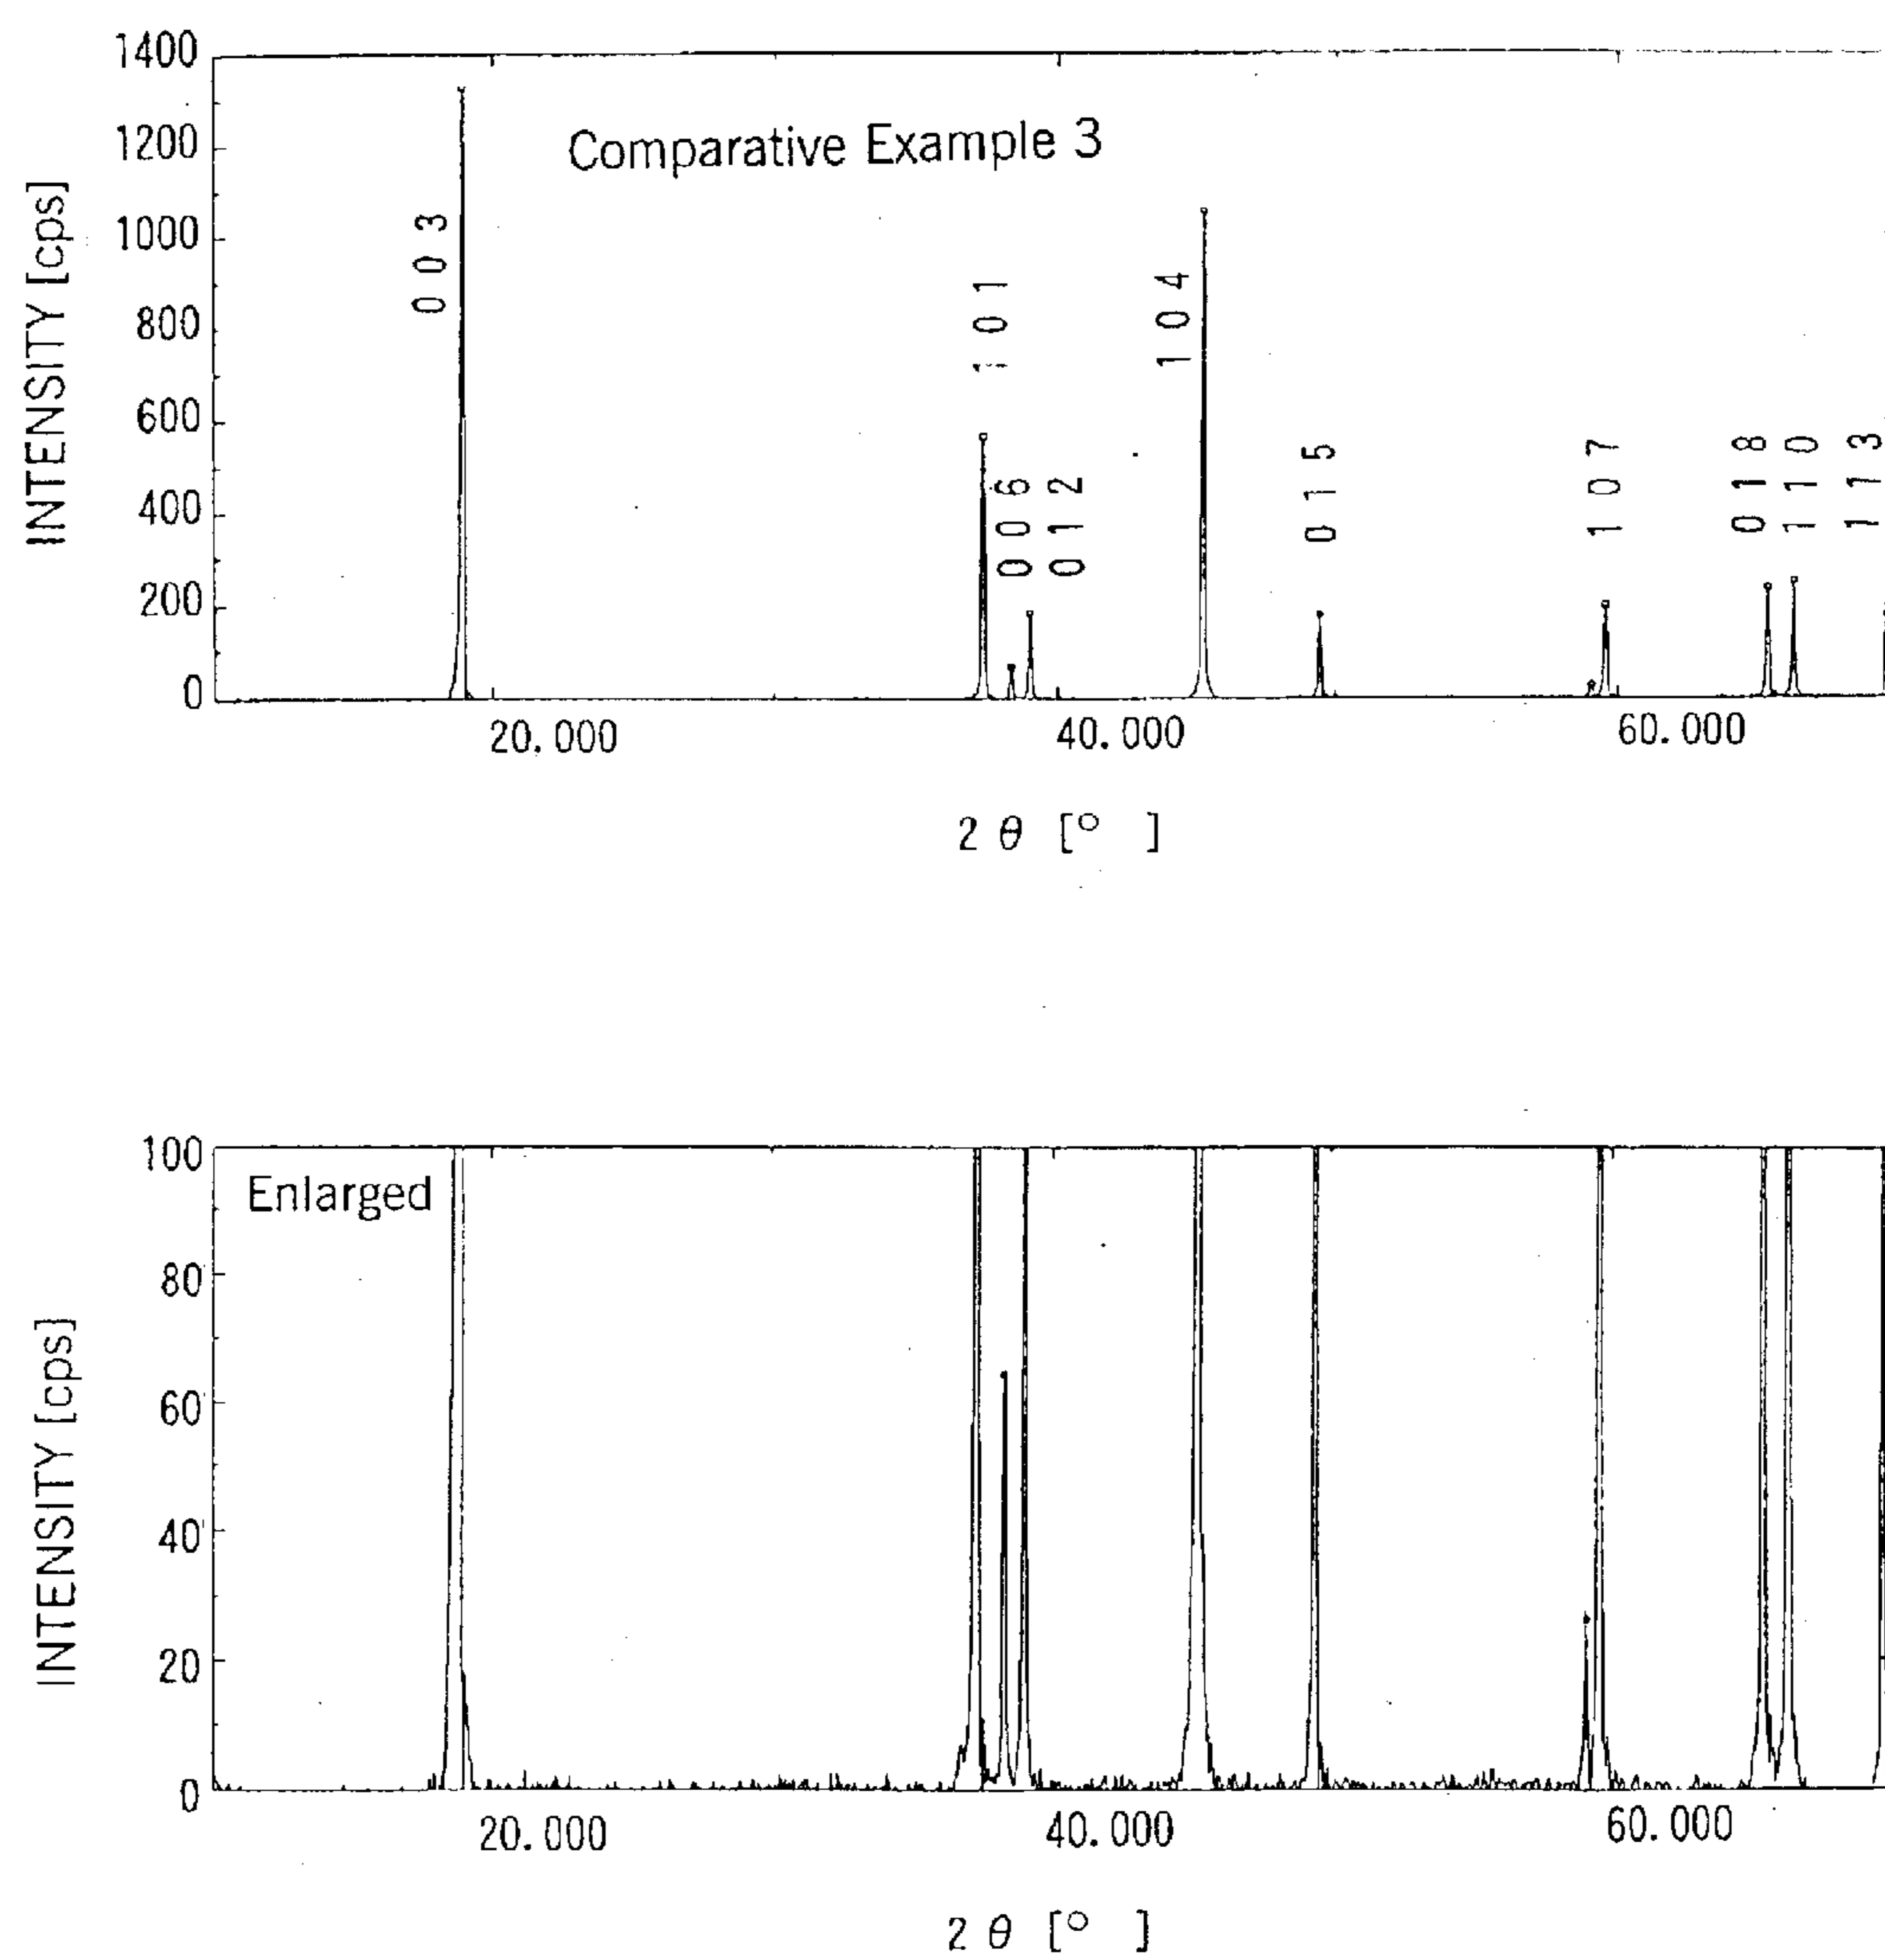 1400
1200
1000
800
600
400
200
0
INTENSITY [cps]
Comparative Example 3
0 0 3
1 0 1
0 0 6
0 1 2
1 0 4
0 1 5
1 0 7
0 1 8
1 1 0
1 1 3
20.000
40.000
60.000
2 θ [° ]
100
80
60
40
20
0
INTENSITY [cps]
Enlarged
20.000
40.000
60.000
2 θ [° ]